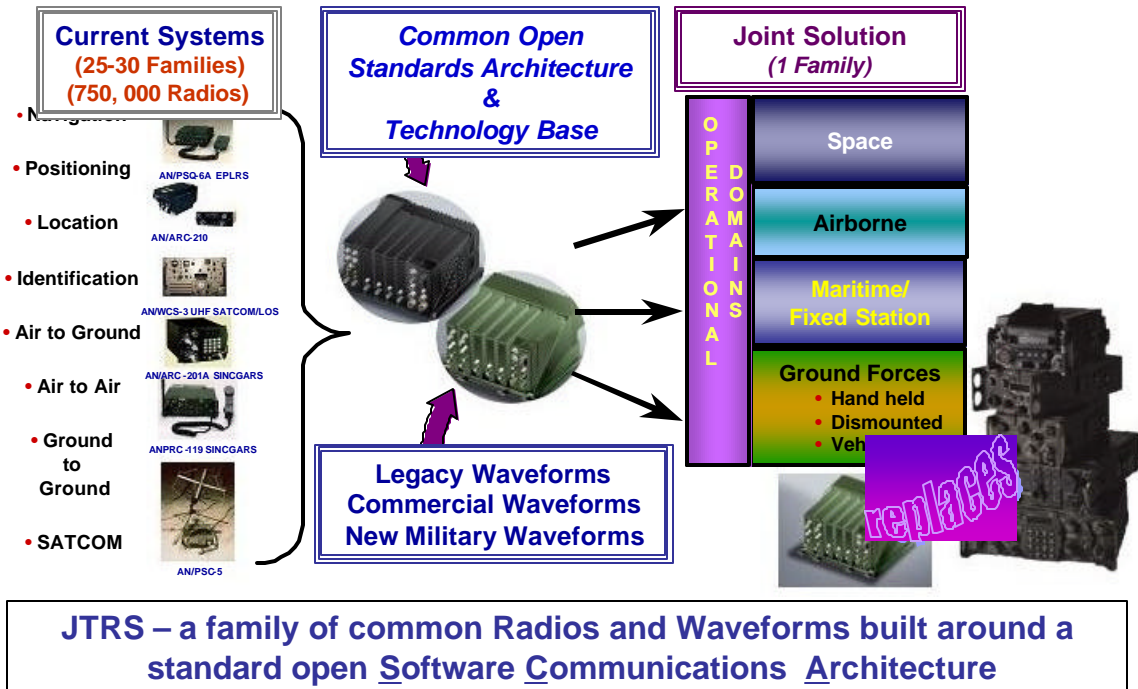 Current Systems
(25-30 Families)
(750, 000 Radios)
• Navigation
AN/PSQ-6A EPLRS
• Positioning
AN/ARC-210
• Location
• Identification
AN/WCS-3 UHF SATCOM/LOS
• Air to Ground
AN/ARC -201A SINCGARS
• Air to Air
ANPRC -119 SINCGARS
• Ground
to
Ground
• SATCOM
AN/PSC-5
Common Open
Standards Architecture
&
Technology Base
Legacy Waveforms
Commercial Waveforms
New Military Waveforms
Joint Solution
(1 Family)
OPERATIONAL
DOMAINS
Space
Airborne
Maritime/
Fixed Station
Ground Forces
• Hand held
• Dismounted
• Veh
replaces
JTRS – a family of common Radios and Waveforms built around a
standard open Software Communications Architecture